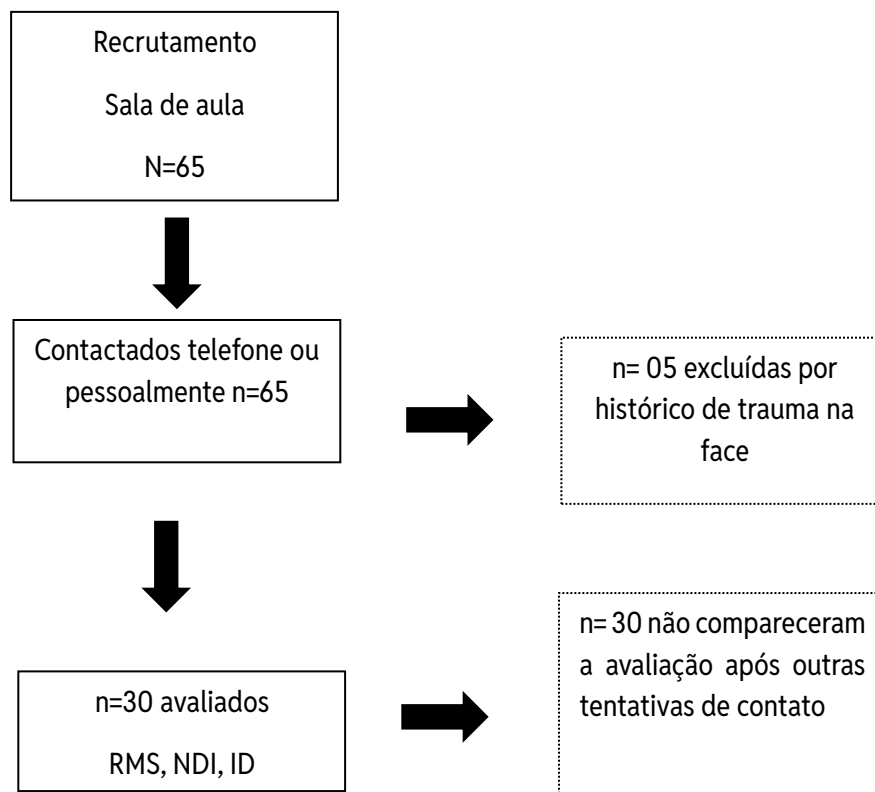 Recrutamento
Sala de aula
N=65
Contactados telefone ou
pessoalmente n=65
n= 05 excluídas por
histórico de trauma na
face
n=30 avaliados
RMS, NDI, ID
n= 30 não compareceram
a avaliação após outras
tentativas de contato